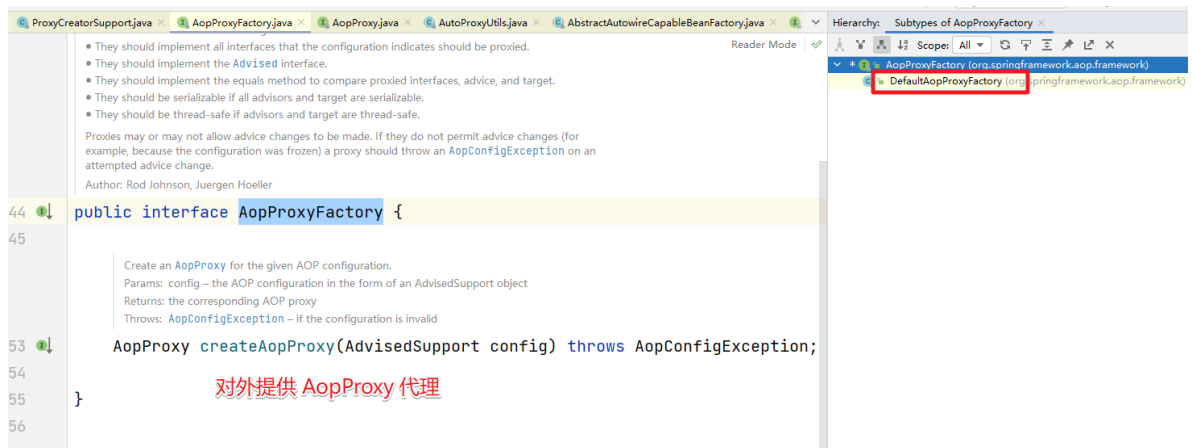 ProxyCreatorSupport.java
AopProxyFactory.java
AopProxy.java
AutoProxyUtils.java
AbstractAutowireCapableBeanFactory.java
Hierarchy: Subtypes of AopProxyFactory
Scope: All
Reader Mode
• They should implement all interfaces that the configuration indicates should be proxied.
• They should implement the Advised interface.
• They should implement the equals method to compare proxied interfaces, advice, and target.
• They should be serializable if all advisors and target are serializable.
• They should be thread-safe if advisors and target are thread-safe.
Proxies may or may not allow advice changes to be made. If they do not permit advice changes (for
example, because the configuration was frozen) a proxy should throw an AopConfigException on an
attempted advice change.
Author: Rod Johnson, Juergen Hoeller
44 public interface AopProxyFactory {
45
Create an AopProxy for the given AOP configuration.
Params: config – the AOP configuration in the form of an AdvisedSupport object
Returns: the corresponding AOP proxy
Throws: AopConfigException – if the configuration is invalid
53 AopProxy createAopProxy(AdvisedSupport config) throws AopConfigException;
54
对外提供 AopProxy 代理
55 }
56
* AopProxyFactory (org.springframework.aop.framework)
DefaultAopProxyFactory (org.springframework.aop.framework)